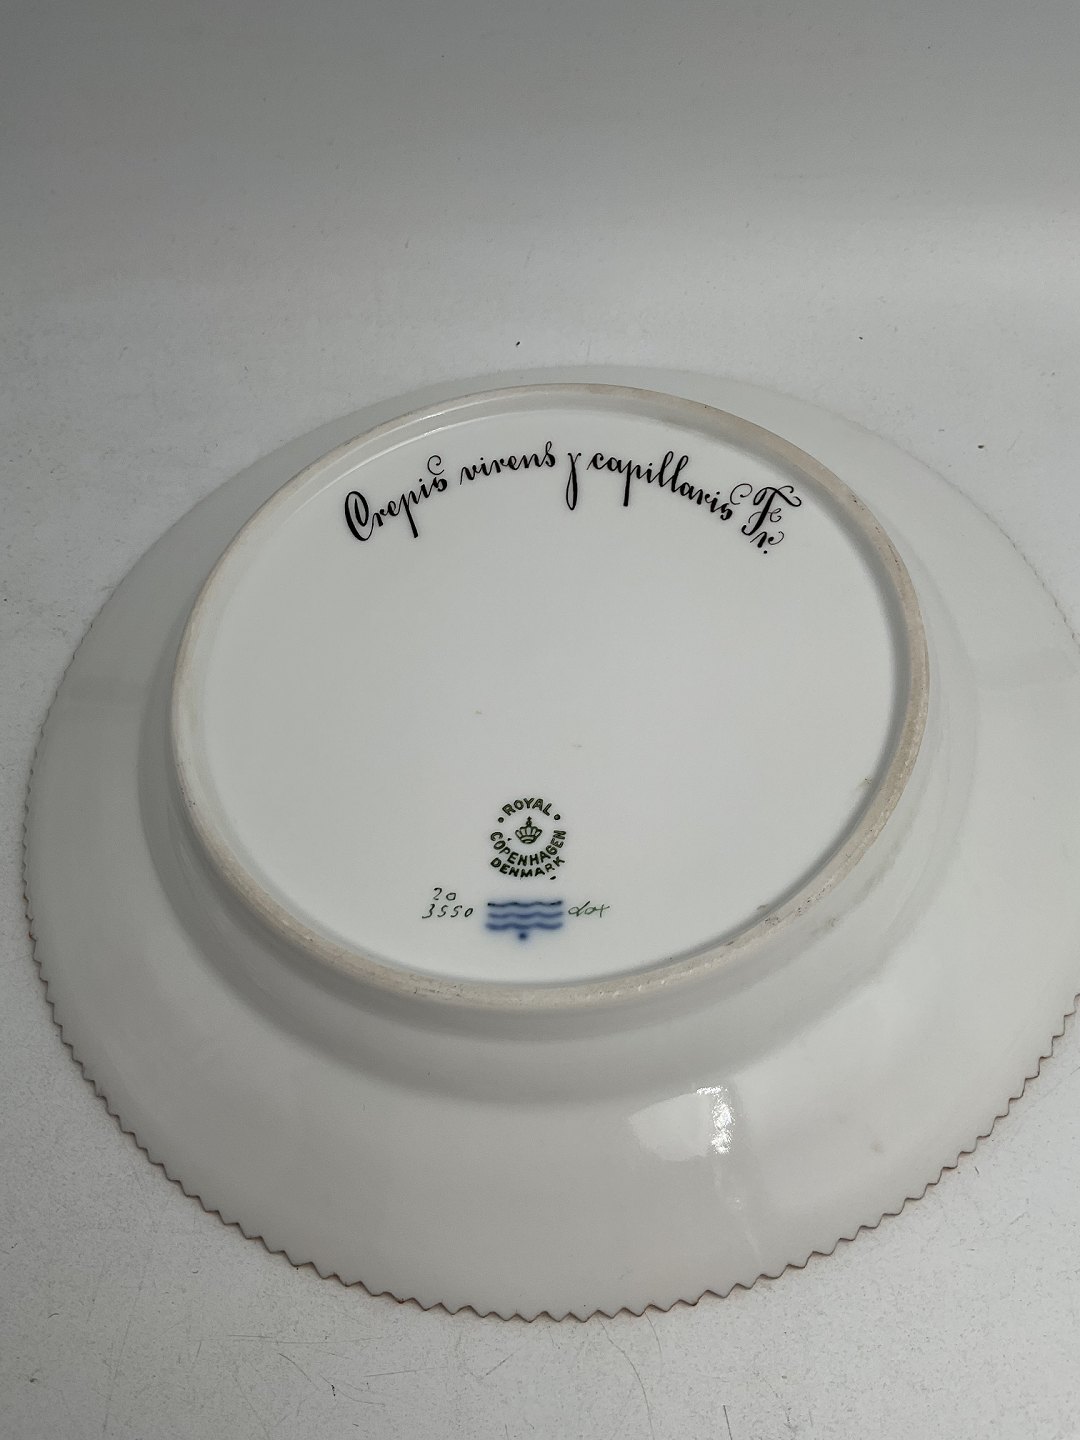 Crepis virens γ capillaris Fr.
ROYAL
COPENHAGEN
DENMARK
20
3550